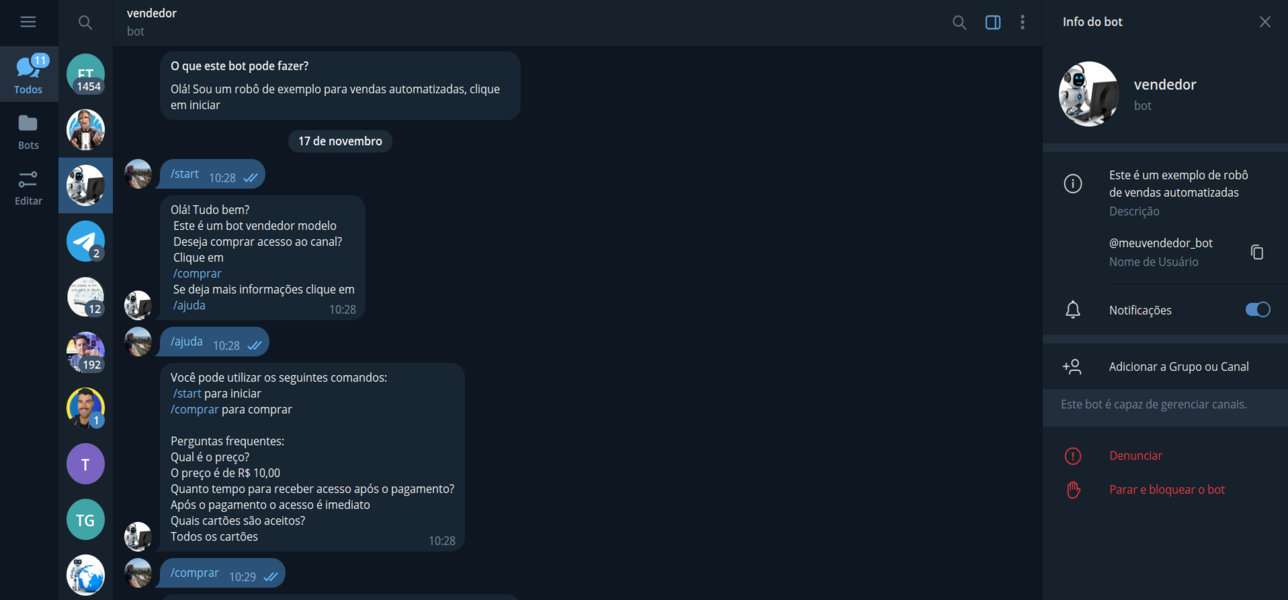 11
Todos
Bots
Editar
1454
2
12
192
1
T
TG
vendedor
bot
O que este bot pode fazer?
Olá! Sou um robô de exemplo para vendas automatizadas, clique
em iniciar
17 de novembro
/start 10:28
Olá! Tudo bem?
Este é um bot vendedor modelo
Deseja comprar acesso ao canal?
Clique em
/comprar
Se deja mais informações clique em
/ajuda
10:28
/ajuda 10:28
Você pode utilizar os seguintes comandos:
/start para iniciar
/comprar para comprar
Perguntas frequentes:
Qual é o preço?
O preço é de R$ 10,00
Quanto tempo para receber acesso após o pagamento?
Após o pagamento o acesso é imediato
Quais cartões são aceitos?
Todos os cartões
10:28
/comprar 10:29
Info do bot
vendedor
bot
Este é um exemplo de robô
de vendas automatizadas
Descrição
@meuvendedor_bot
Nome de Usuário
Notificações
Adicionar a Grupo ou Canal
Este bot é capaz de gerenciar canais.
Denunciar
Parar e bloquear o bot